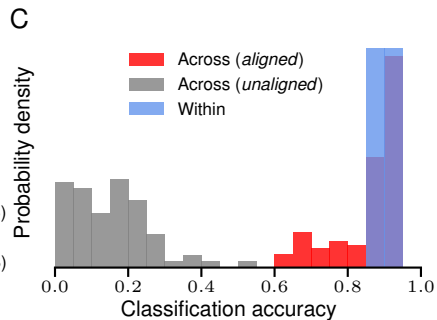 C
Across (aligned)
Across (unaligned)
Within
Probability density
)
)
0.0 0.2 0.4 0.6 0.8 1.0
Classification accuracy